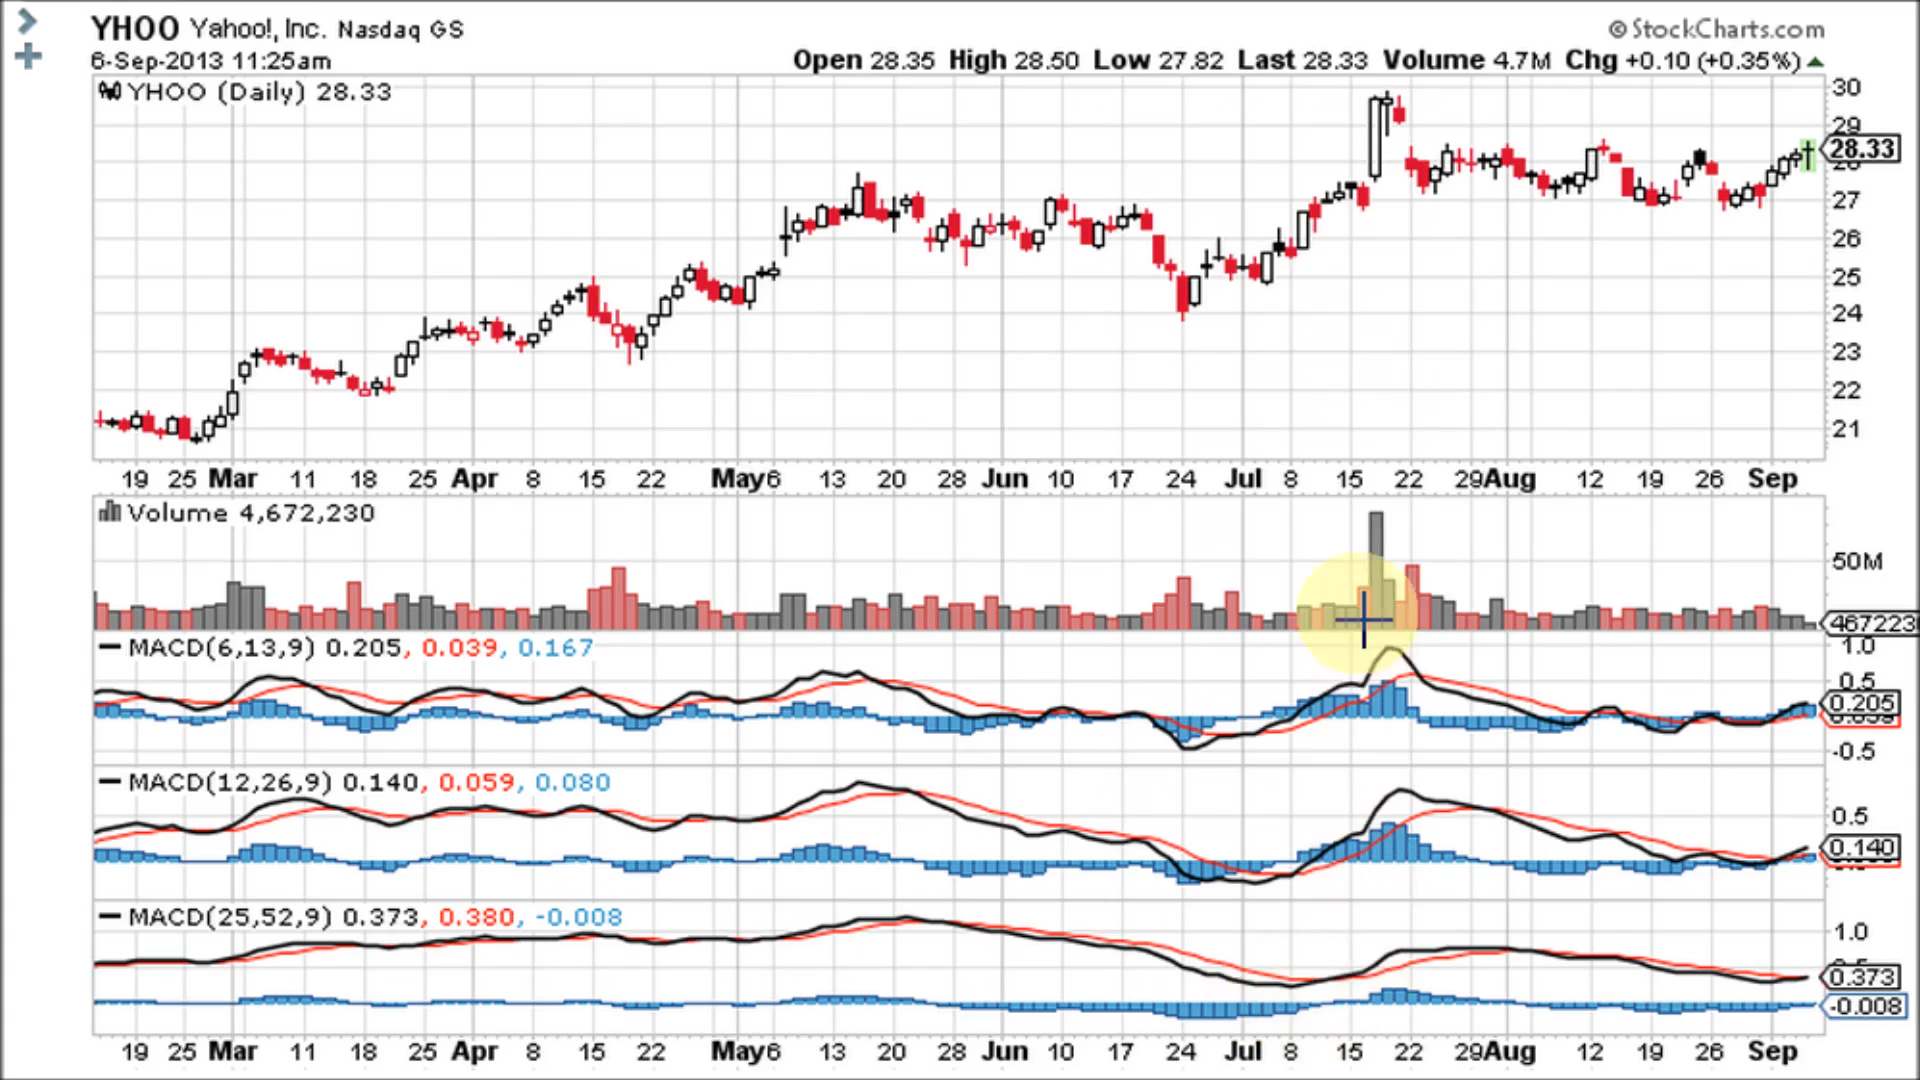 YHOO Yahoo!, Inc. Nasdaq GS
© StockCharts.com
6-Sep-2013 11:25am
Open 28.35 High 28.50 Low 27.82 Last 28.33 Volume 4.7M Chg +0.10 (+0.35%)
YHOO (Daily) 28.33
30
29
28.33
28
27
26
25
24
23
22
21
19 25 Mar 11 18 25 Apr 8 15 22 May 6 13 20 28 Jun 10 17 24 Jul 8 15 22 29 Aug 12 19 26 Sep
Volume 4,672,230
50M
467223
MACD(6,13,9) 0.205, 0.039, 0.167
1.0
0.5
0.205
-0.5
MACD(12,26,9) 0.140, 0.059, 0.080
0.5
0.140
MACD(25,52,9) 0.373, 0.380, -0.008
1.0
0.373
-0.008
19 25 Mar 11 18 25 Apr 8 15 22 May 6 13 20 28 Jun 10 17 24 Jul 8 15 22 29 Aug 12 19 26 Sep